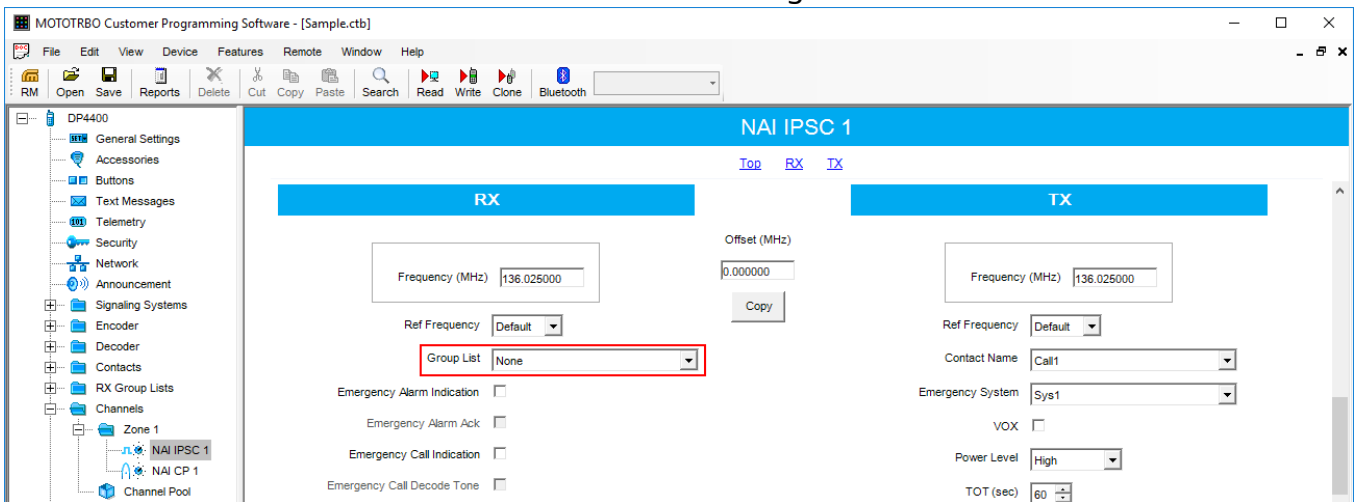 MOTOTRBO Customer Programming Software - [Sample.ctb]
File Edit View Device Features Remote Window Help
RM Open Save Reports Delete Cut Copy Paste Search Read Write Clone Bluetooth
DP4400
General Settings
Accessories
Buttons
Text Messages
Telemetry
Security
Network
Announcement
Signaling Systems
Encoder
Decoder
Contacts
RX Group Lists
Channels
Zone 1
NAI IPSC 1
NAI CP 1
Channel Pool
NAI IPSC 1
Top RX TX
RX
Frequency (MHz) 136.025000
Ref Frequency Default
Group List None
Emergency Alarm Indication
Emergency Alarm Ack
Emergency Call Indication
Emergency Call Decode Tone
Offset (MHz)
0.000000
Copy
TX
Frequency (MHz) 136.025000
Ref Frequency Default
Contact Name Call1
Emergency System Sys1
VOX
Power Level High
TOT (sec) 60